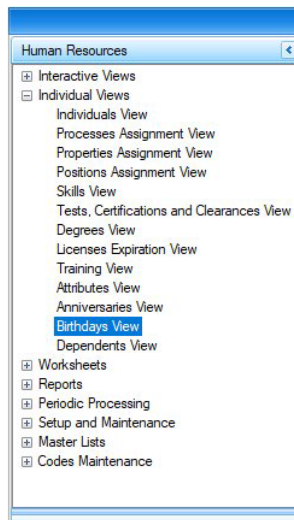 Human Resources
Interactive Views
Individual Views
Individuals View
Processes Assignment View
Properties Assignment View
Positions Assignment View
Skills View
Tests, Certifications and Clearances View
Degrees View
Licenses Expiration View
Training View
Attributes View
Anniversaries View
Birthdays View
Dependents View
Worksheets
Reports
Periodic Processing
Setup and Maintenance
Master Lists
Codes Maintenance